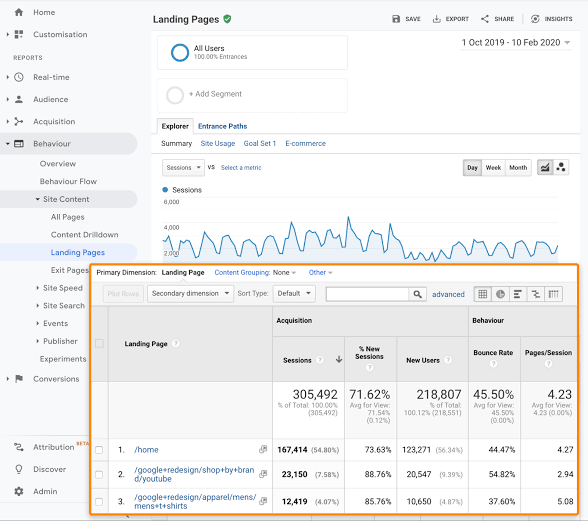 Home
Customisation
REPORTS
Real-time
Audience
Acquisition
Behaviour
Overview
Behaviour Flow
Site Content
All Pages
Content Drilldown
Landing Pages
Exit Pages
Site Speed
Site Search
Events
Publisher
Experiments
Conversions
Attribution BETA
Discover
Admin
Landing Pages
SAVE EXPORT SHARE INSIGHTS
All Users
100.00% Entrances
1 Oct 2019 - 10 Feb 2020
+ Add Segment
Explorer Entrance Paths
Summary Site Usage Goal Set 1 E-commerce
Sessions VS Select a metric Day Week Month
Sessions
6,000
4,000
2,000
Primary Dimension: Landing Page Content Grouping: None Other
Plot Rows Secondary dimension Sort Type: Default advanced
Landing Page ? Acquisition Behaviour
Sessions ? % New Sessions ? New Users ? Bounce Rate ? Pages/Session ?
305,492 71.62% 218,807 45.50% 4.23
% of Total: 100.00% (305,492) Avg for View: 71.54% (0.12%) % of Total: 100.12% (218,551) Avg for View: 45.50% (0.00%) Avg for View: 4.23 (0.00%)
1. /home 167,414 (54.80%) 73.63% 123,271 (56.34%) 44.47% 4.27
2. /google+redesign/shop+by+brand/youtube 23,150 (7.58%) 88.76% 20,547 (9.39%) 54.82% 2.94
3. /google+redesign/apparel/mens/mens+t+shirts 12,419 (4.07%) 85.76% 10,650 (4.87%) 37.60% 5.08